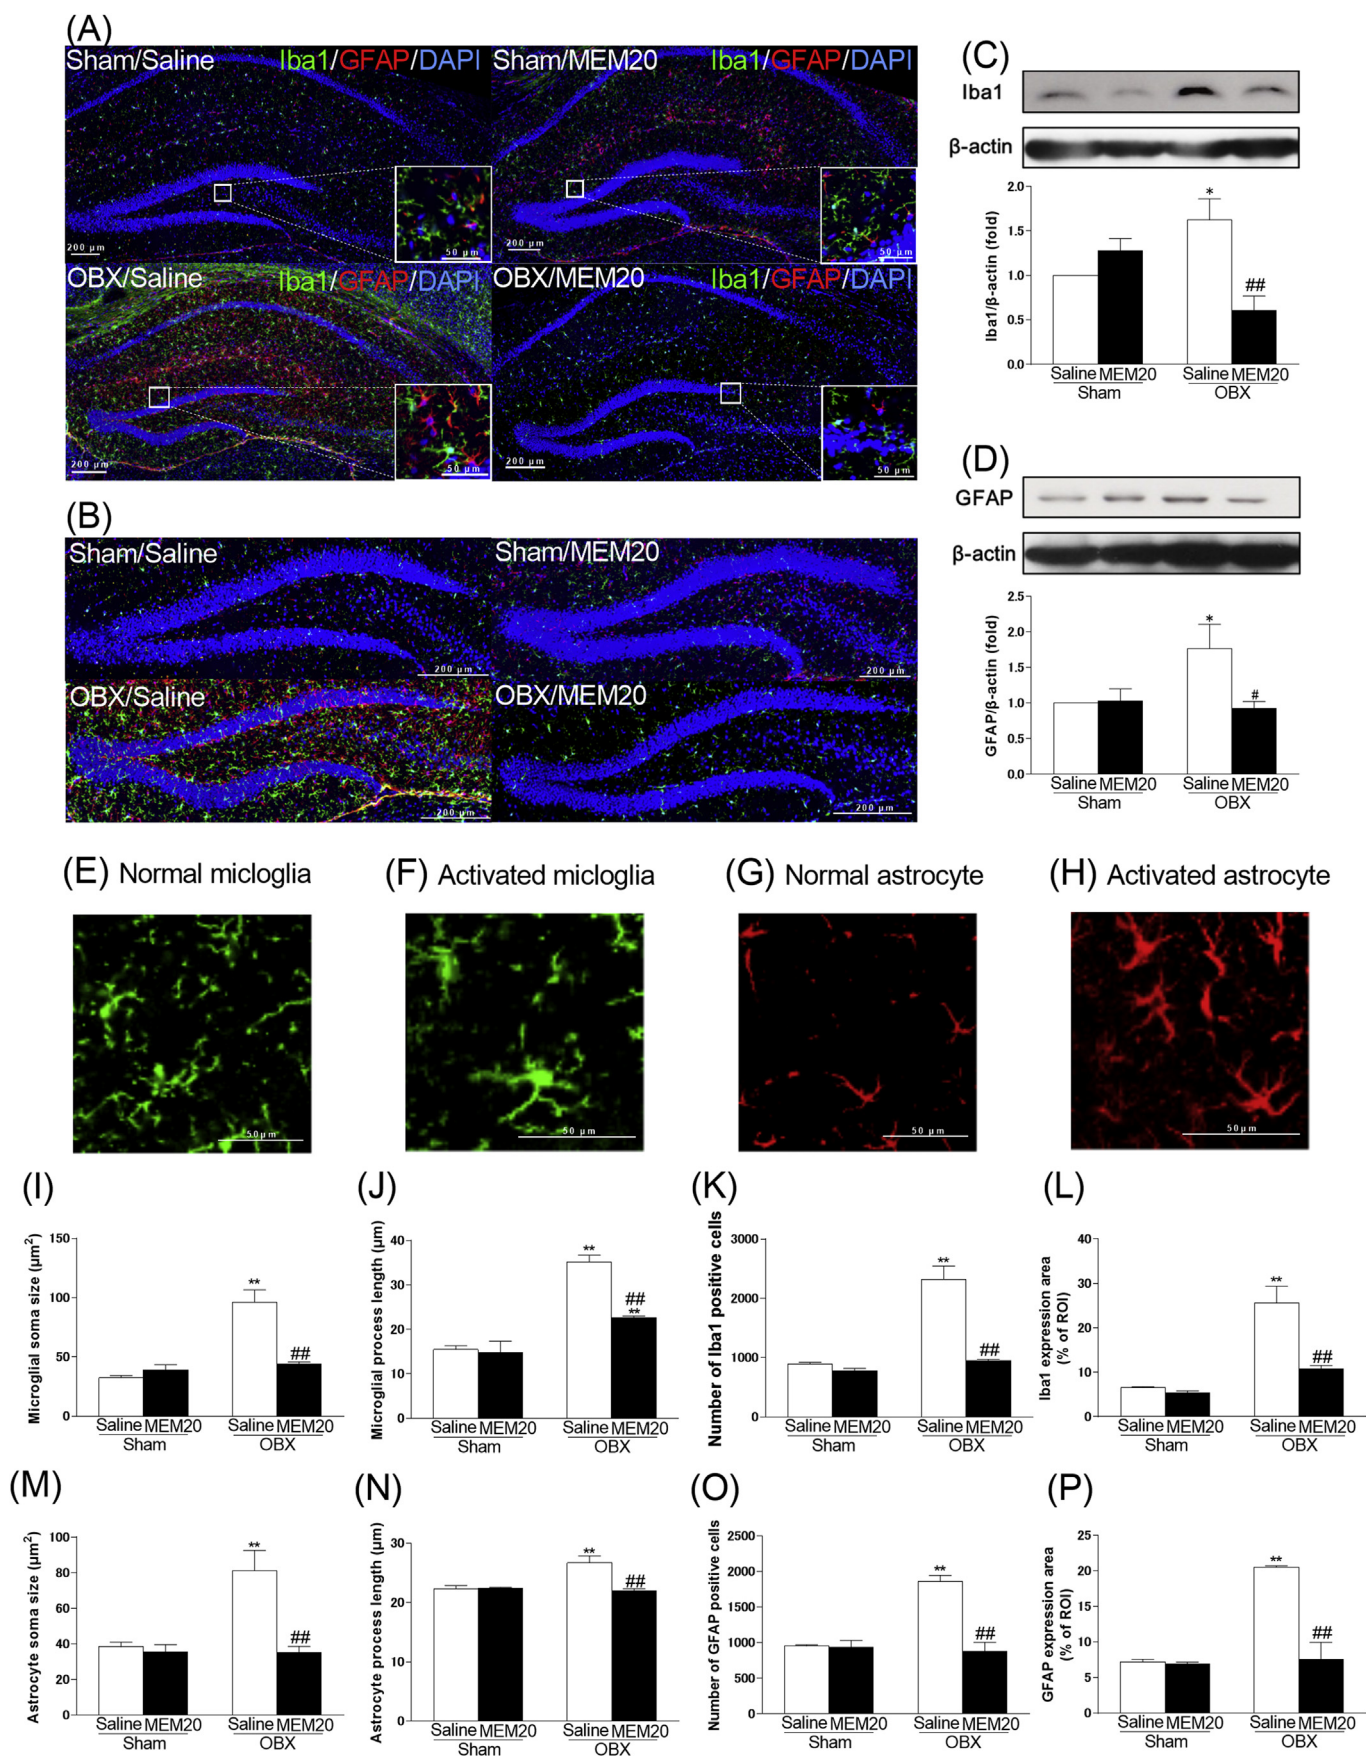 (A)
Sham/Saline Iba1/GFAP/DAPI
200 μm
50 μm
Sham/MEM20 Iba1/GFAP/DAPI
200 μm
50 μm
OBX/Saline Iba1/GFAP/DAPI
200 μm
50 μm
OBX/MEM20 Iba1/GFAP/DAPI
200 μm
50 μm
(B)
Sham/Saline
200 μm
Sham/MEM20
200 μm
OBX/Saline
200 μm
OBX/MEM20
200 μm
(C)
Iba1
β-actin
Iba1/β-actin (fold)
2.0
1.5
1.0
0.5
0.0
*
##
Saline MEM20 Saline MEM20
Sham OBX
(D)
GFAP
β-actin
GFAP/β-actin (fold)
2.5
2.0
1.5
1.0
0.5
0.0
*
#
Saline MEM20 Saline MEM20
Sham OBX
(E) Normal micloglia
50 μm
(F) Activated micloglia
50 μm
(G) Normal astrocyte
50 μm
(H) Activated astrocyte
50 μm
(I)
Microglial soma size (μm²)
150
100
50
0
**
##
Saline MEM20 Saline MEM20
Sham OBX
(J)
Microglial process length (μm)
40
30
20
10
0
**
##
**
Saline MEM20 Saline MEM20
Sham OBX
(K)
Number of Iba1 positive cells
3000
2000
1000
0
**
##
Saline MEM20 Saline MEM20
Sham OBX
(L)
Iba1 expression area
(% of ROI)
40
30
20
10
0
**
##
Saline MEM20 Saline MEM20
Sham OBX
(M)
Astrocyte soma size (μm²)
100
80
60
40
20
0
**
##
Saline MEM20 Saline MEM20
Sham OBX
(N)
Astrocyte process length (μm)
30
20
10
0
**
##
Saline MEM20 Saline MEM20
Sham OBX
(O)
Number of GFAP positive cells
2500
2000
1500
1000
500
0
**
##
Saline MEM20 Saline MEM20
Sham OBX
(P)
GFAP expression area
(% of ROI)
25
20
15
10
5
0
**
##
Saline MEM20 Saline MEM20
Sham OBX